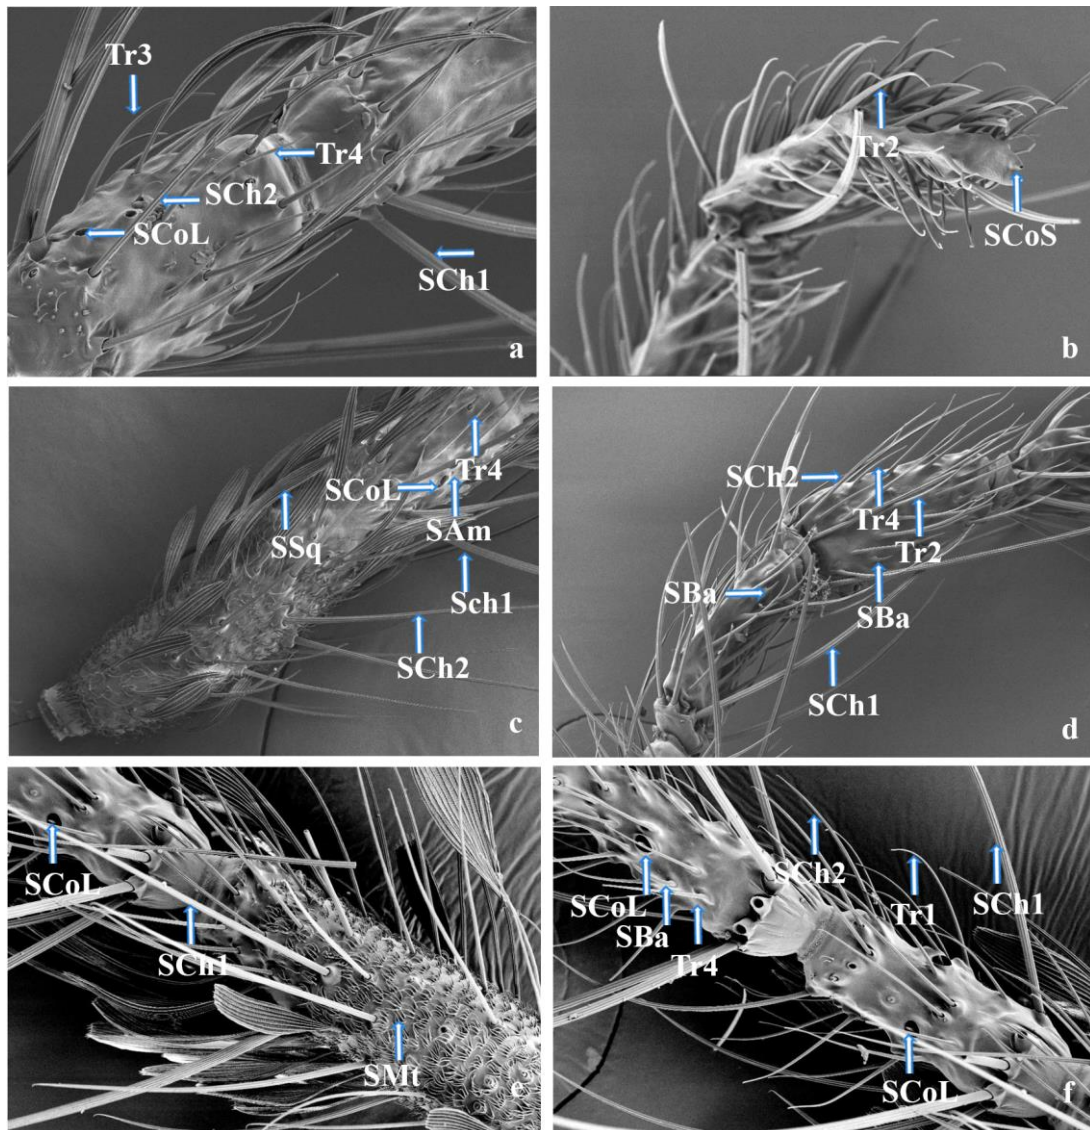 Tr3
Tr4
SCh2
SCoL
SCh1
a
Tr2
SCoS
b
Tr4
SCoL
SAm
SSq
Sch1
SCh2
c
SCh2
Tr4
Tr2
SBa
SBa
SCh1
d
SCoL
SCh1
SMt
e
SCh2
SCoL
SBa
Tr4
Tr1
SCh1
SCoL
f